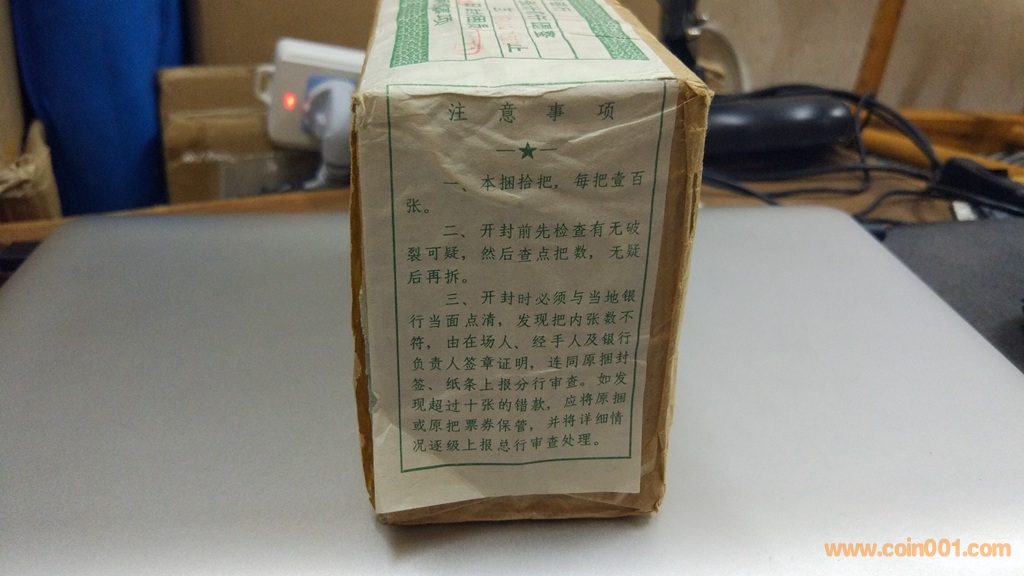 注意事项
一、本捆拾把，每把壹百
张。
二、开封前先检查有无破
裂可疑，然后查点把数，无疑
后再拆。
三、开封时必须与当地银
行当面点清，发现把内张数不
符，由在场人、经手人及银行
负责人签章证明，连同原捆封
签、纸条上报分行审查。如发
现超过十张的错款，应将原捆
或原把票券保管，并将详细情
况逐级上报总行审查处理。
www.coin001.com